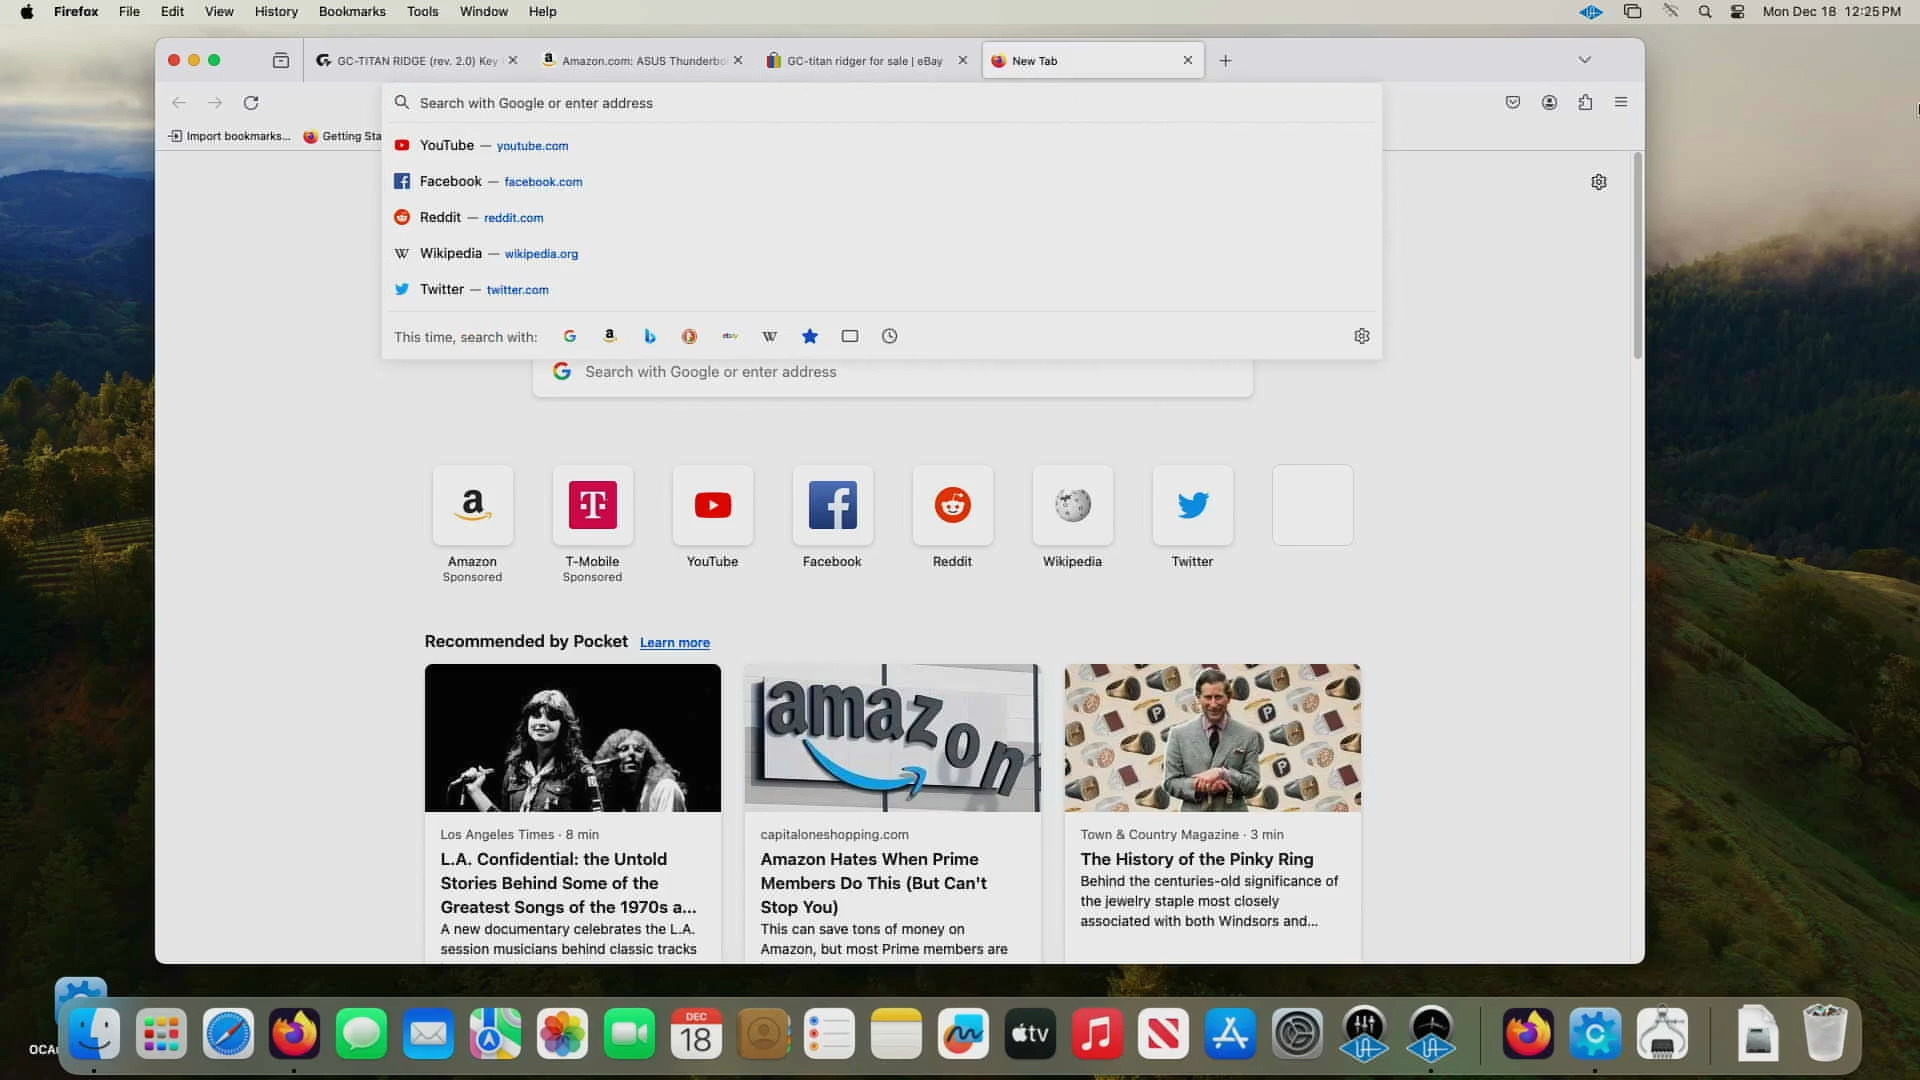 Firefox File Edit View History Bookmarks Tools Window Help
Mon Dec 18 12:25 PM
GC-TITAN RIDGE (rev. 2.0) Key
Amazon.com: ASUS Thunderbol
GC-titan ridger for sale | eBay
New Tab
Search with Google or enter address
Import bookmarks...
Getting Sta
YouTube — youtube.com
Facebook — facebook.com
Reddit — reddit.com
Wikipedia — wikipedia.org
Twitter — twitter.com
This time, search with:
Search with Google or enter address
Amazon
Sponsored
T-Mobile
Sponsored
YouTube
Facebook
Reddit
Wikipedia
Twitter
Recommended by Pocket Learn more
amazon
Los Angeles Times · 8 min
L.A. Confidential: the Untold
Stories Behind Some of the
Greatest Songs of the 1970s a...
A new documentary celebrates the L.A.
session musicians behind classic tracks
capitaloneshopping.com
Amazon Hates When Prime
Members Do This (But Can't
Stop You)
This can save tons of money on
Amazon, but most Prime members are
Town & Country Magazine · 3 min
The History of the Pinky Ring
Behind the centuries-old significance of
the jewelry staple most closely
associated with both Windsors and...
OCAu
DEC
18
tv